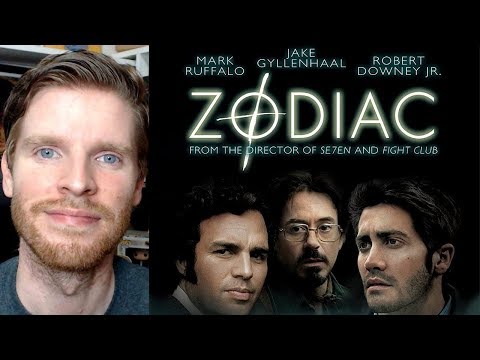 MARK RUFFALO
JAKE GYLLENHAAL
ROBERT DOWNEY JR.
ZODIAC
FROM THE DIRECTOR OF SE7EN AND FIGHT CLUB